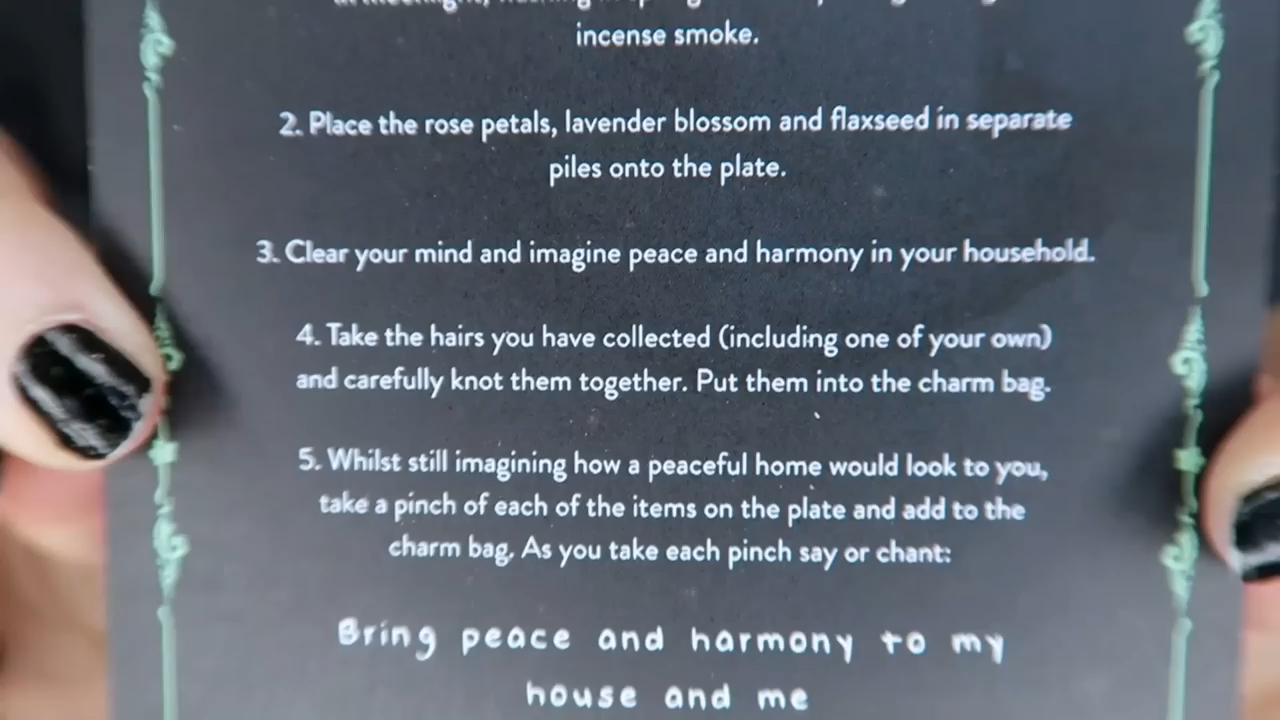 incense smoke.
2. Place the rose petals, lavender blossom and flaxseed in separate
piles onto the plate.
3. Clear your mind and imagine peace and harmony in your household.
4. Take the hairs you have collected (including one of your own)
and carefully knot them together. Put them into the charm bag.
5. Whilst still imagining how a peaceful home would look to you,
take a pinch of each of the items on the plate and add to the
charm bag. As you take each pinch say or chant:
Bring peace and harmony to my
house and me